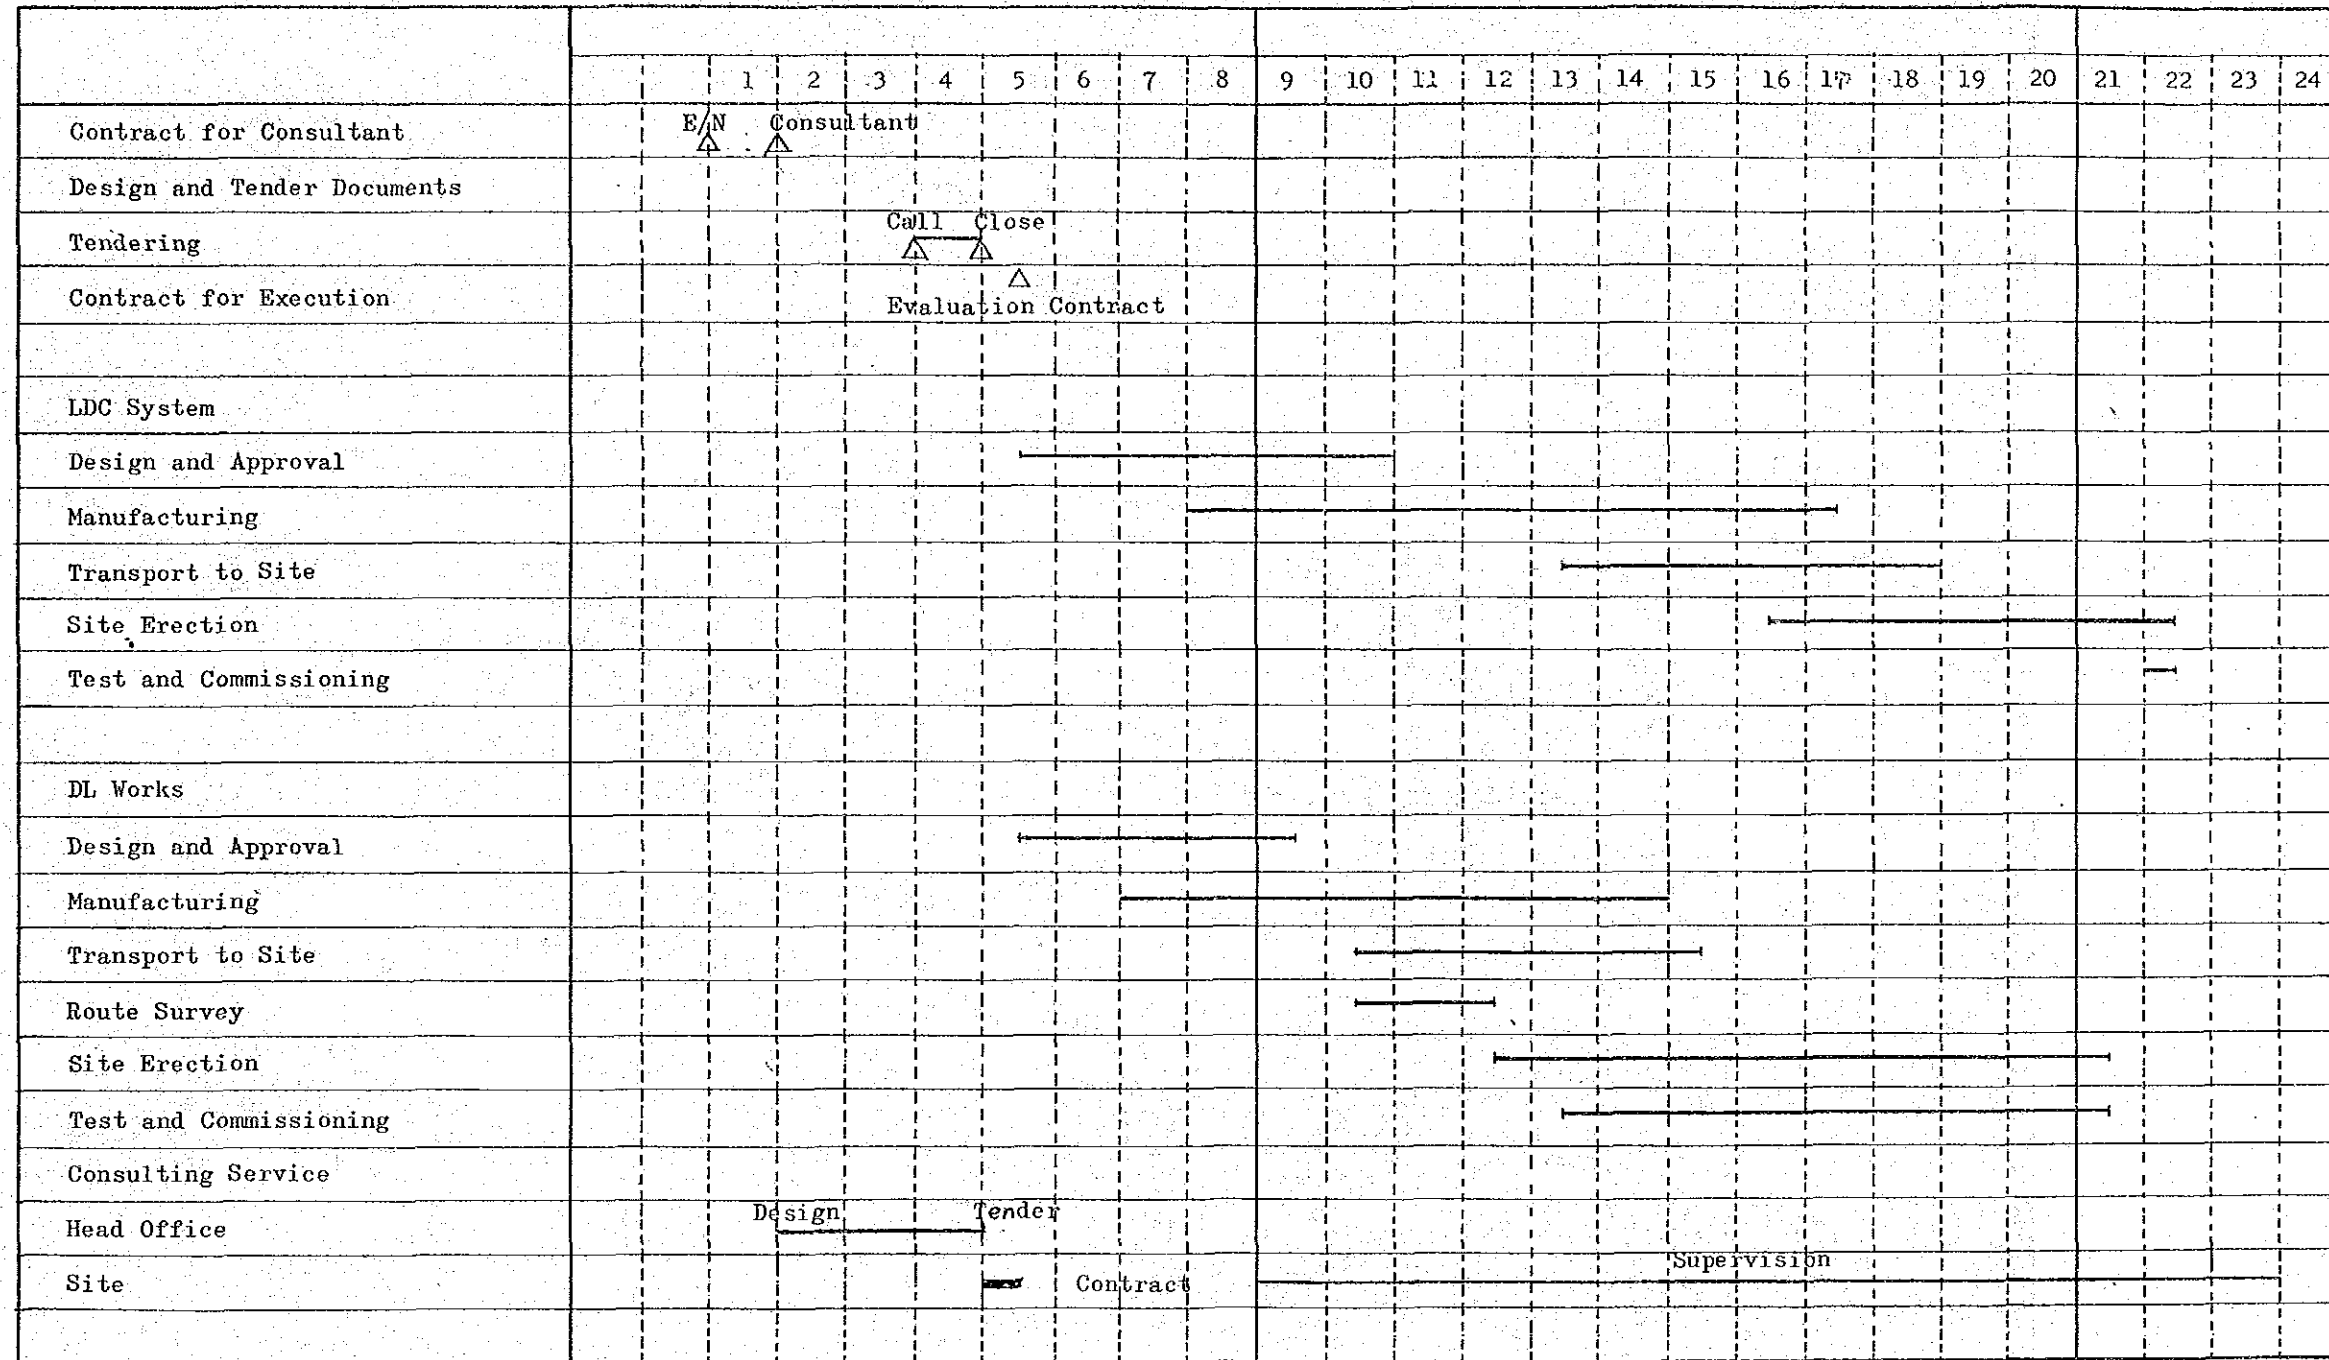 1 2 3 4 5 6 7 8 9 10 11 12 13 14 15 16 17 18 19 20 21 22 23 24
Contract for Consultant E/N Consultant
Design and Tender Documents
Tendering Call Close
Contract for Execution
Evaluation Contract
LDC System
Design and Approval
Manufacturing
Transport to Site
Site Erection
Test and Commissioning
DL Works
Design and Approval
Manufacturing
Transport to Site
Route Survey
Site Erection
Test and Commissioning
Consulting Service
Head Office Design Tender
Site Contract Supervision